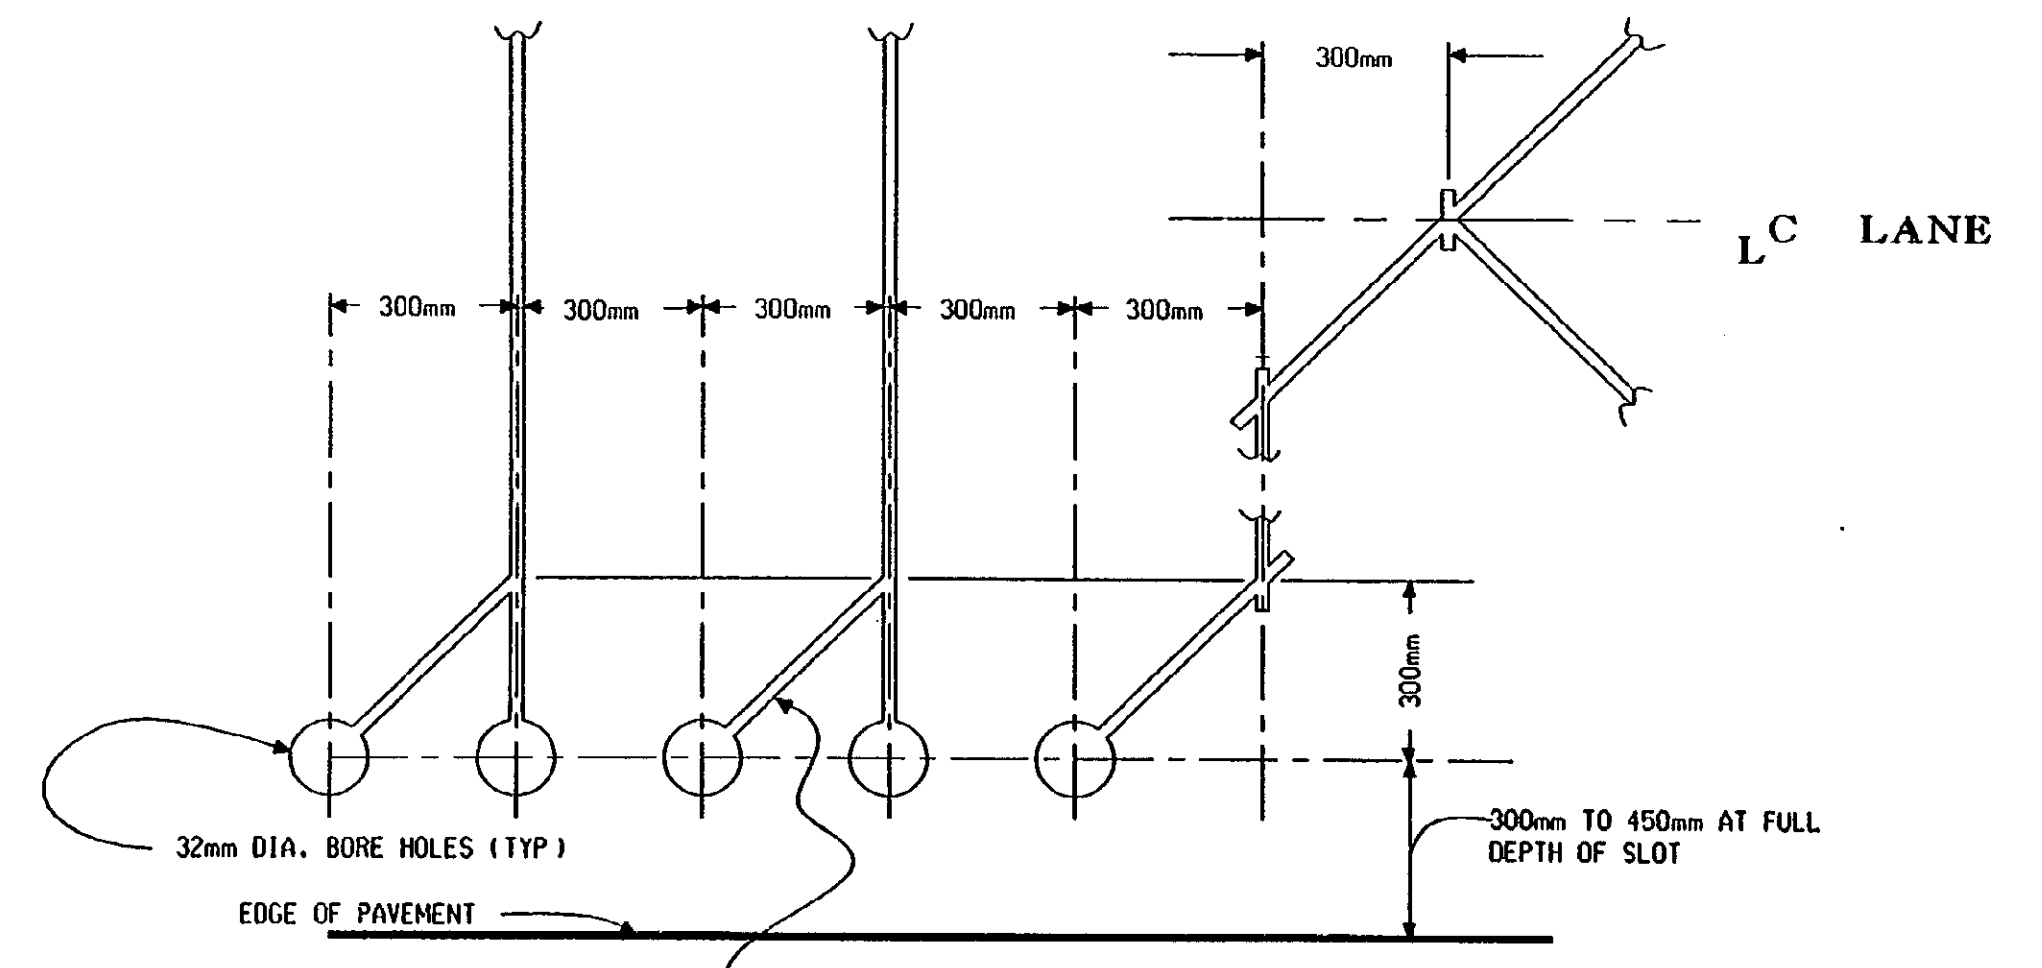 300mm
L C LANE
300mm 300mm 300mm 300mm 300mm
300mm
32mm DIA. BORE HOLES (TYP)
300mm TO 450mm AT FULL
DEPTH OF SLOT
EDGE OF PAVEMENT